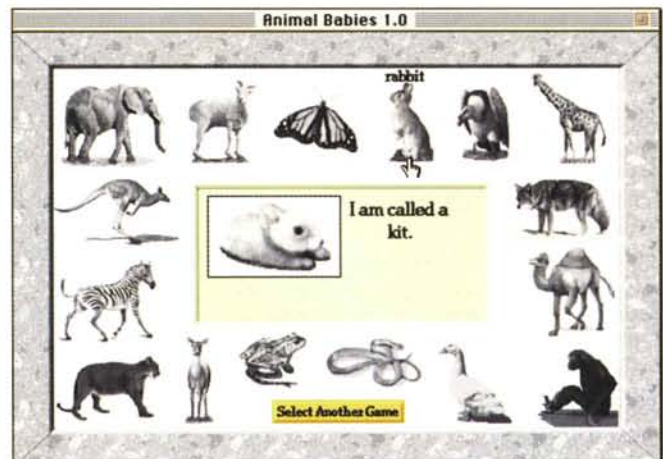 Animal Babies 1.0
rabbit
I am called a
kit.
Select Another Game